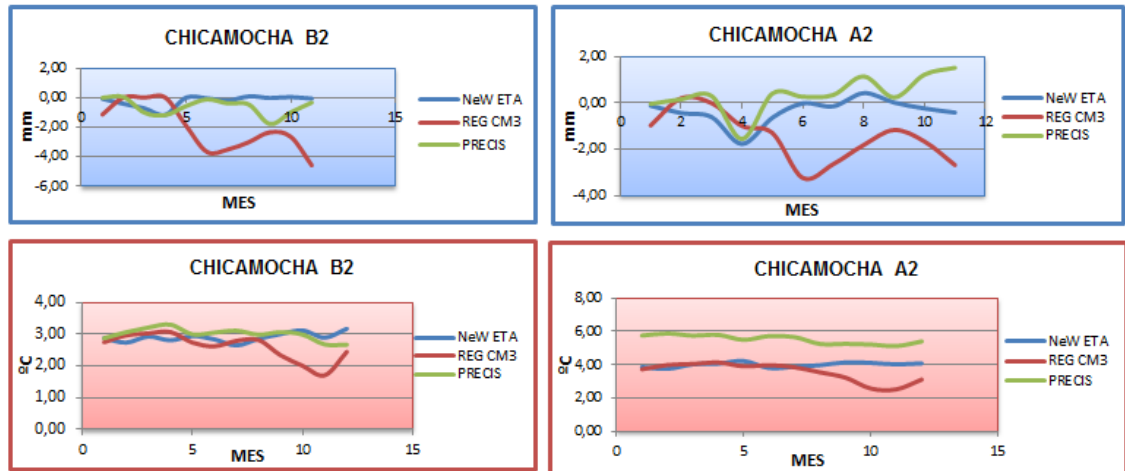 CHICAMOCHA B2
2,00
0,00
-2,00
-4,00
-6,00
mm
0
5
10
15
MES
NeW ETA
REG CM3
PRECIS
CHICAMOCHA A2
2,00
0,00
-2,00
-4,00
mm
0
2
4
6
8
10
12
MES
NeW ETA
REG CM3
PRECIS
CHICAMOCHA B2
4,00
3,00
2,00
1,00
0,00
ºC
0
5
10
15
MES
NeW ETA
REG CM3
PRECIS
CHICAMOCHA A2
8,00
6,00
4,00
2,00
0,00
ºC
0
5
10
15
MES
NeW ETA
REG CM3
PRECIS